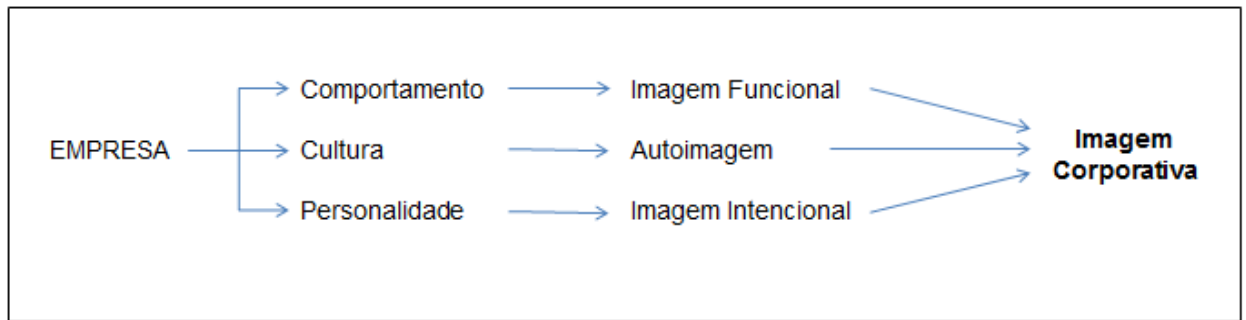 Comportamento
Imagem Funcional
EMPRESA
Cultura
Autoimagem
Imagem
Corporativa
Personalidade
Imagem Intencional